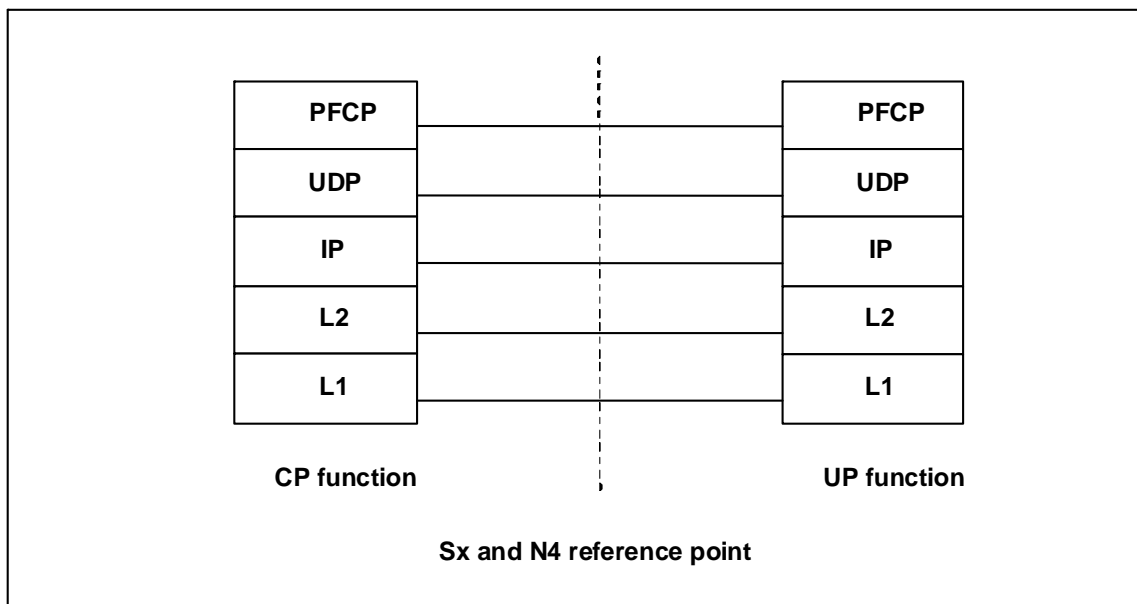 PFCP
PFCP
UDP
UDP
IP
IP
L2
L2
L1
L1
CP function
UP function
Sx and N4 reference point